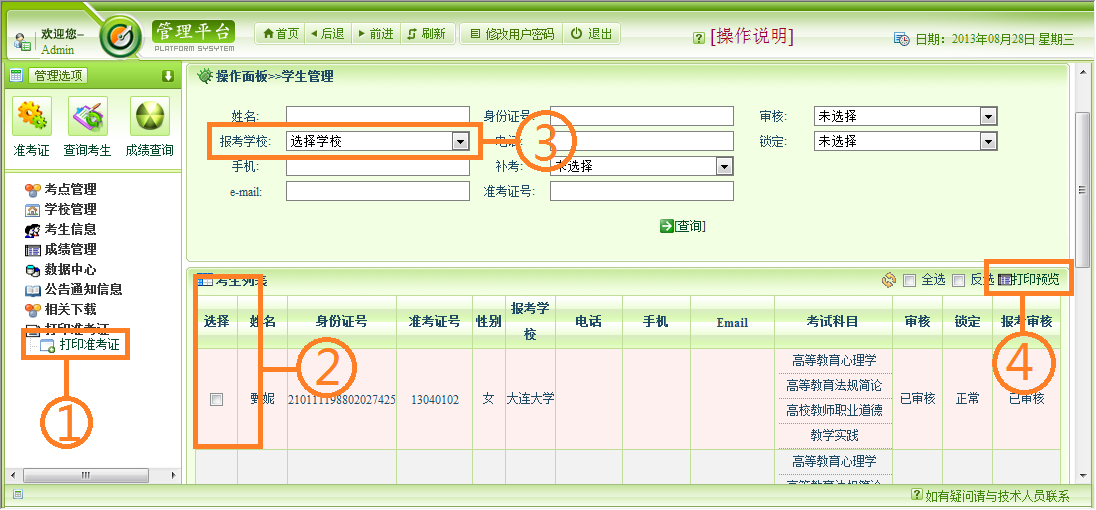 欢迎您–
Admin
管理平台
PLATFORM SYSYTEM
首页 后退 前进 刷新 修改用户密码 退出
[操作说明]
日期：2013年08月28日 星期三
管理选项
准考证 查询考生 成绩查询
考点管理
学校管理
考生信息
成绩管理
数据中心
公告通知信息
相关下载
打印准考证
打印准考证
1
操作面板>>学生管理
姓名: 身份证号: 审核: 未选择
报考学校: 选择学校 3 电话: 锁定: 未选择
手机: 补考: 未选择
e-mail: 准考证号:
[查询]
考生列表 全选 反选 打印预览
选择 姓名 身份证号 准考证号 性别 报考学校 电话 手机 Email 考试科目 审核 锁定 报考审核
2
4
甄妮 210111198802027425 13040102 女 大连大学 已审核 正常 已审核
高等教育心理学
高等教育法规简论
高校教师职业道德
教学实践
高等教育心理学
高等教育法规简论
如有疑问请与技术人员联系